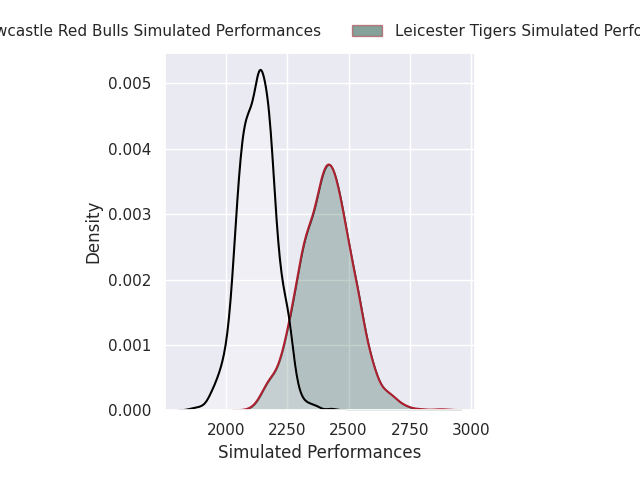 wcastle Red Bulls Simulated Performances Leicester Tigers Simulated Perfo
0.005
0.004
0.003
0.002
0.001
0.000
Density
2000 2250 2500 2750 3000
Simulated Performances